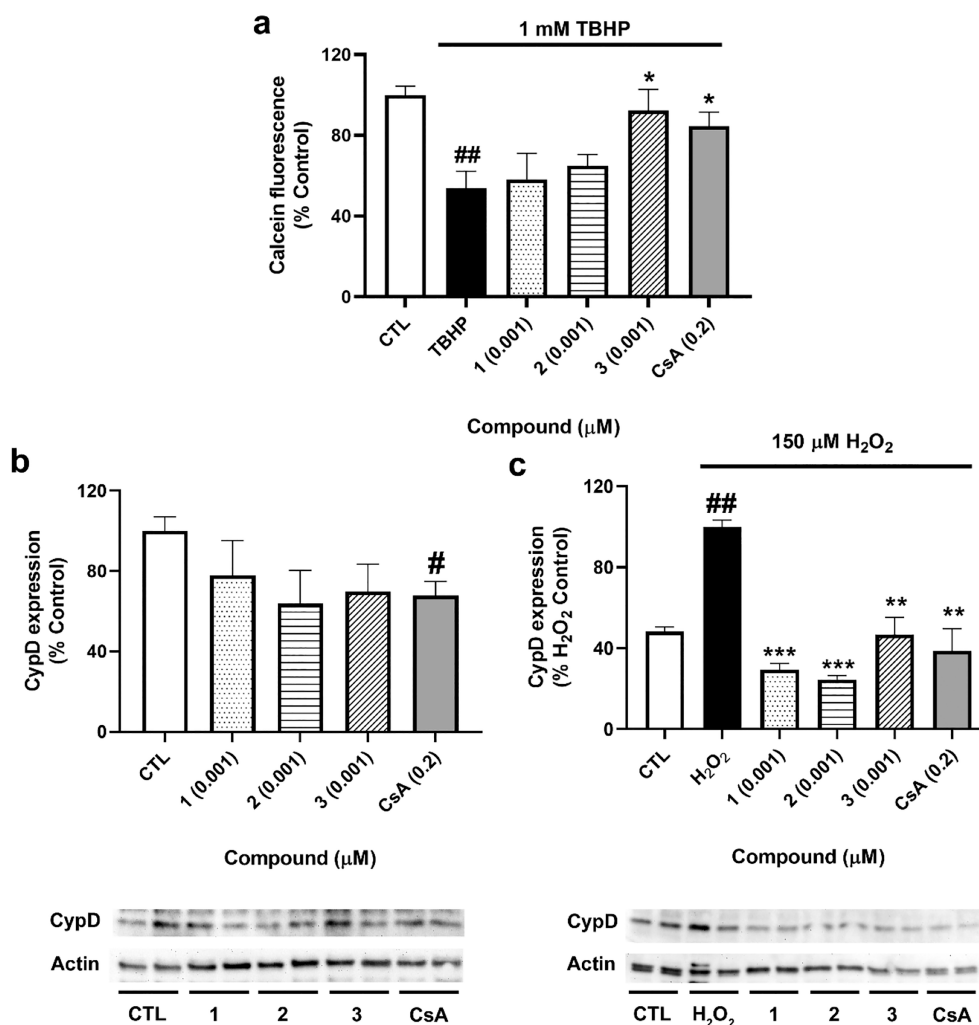 a
1 mM TBHP
Calcein fluorescence
(% Control)
120
80
40
0
##
*
*
CTL
TBHP
1 (0.001)
2 (0.001)
3 (0.001)
CsA (0.2)
Compound (μM)
b
CypD expression
(% Control)
120
80
40
0
#
CTL
1 (0.001)
2 (0.001)
3 (0.001)
CsA (0.2)
Compound (μM)
CypD
Actin
CTL 1 2 3 CsA
c
150 μM H₂O₂
CypD expression
(% H₂O₂ Control)
120
80
40
0
##
***
***
**
**
CTL
H₂O₂
1 (0.001)
2 (0.001)
3 (0.001)
CsA (0.2)
Compound (μM)
CypD
Actin
CTL H₂O₂ 1 2 3 CsA